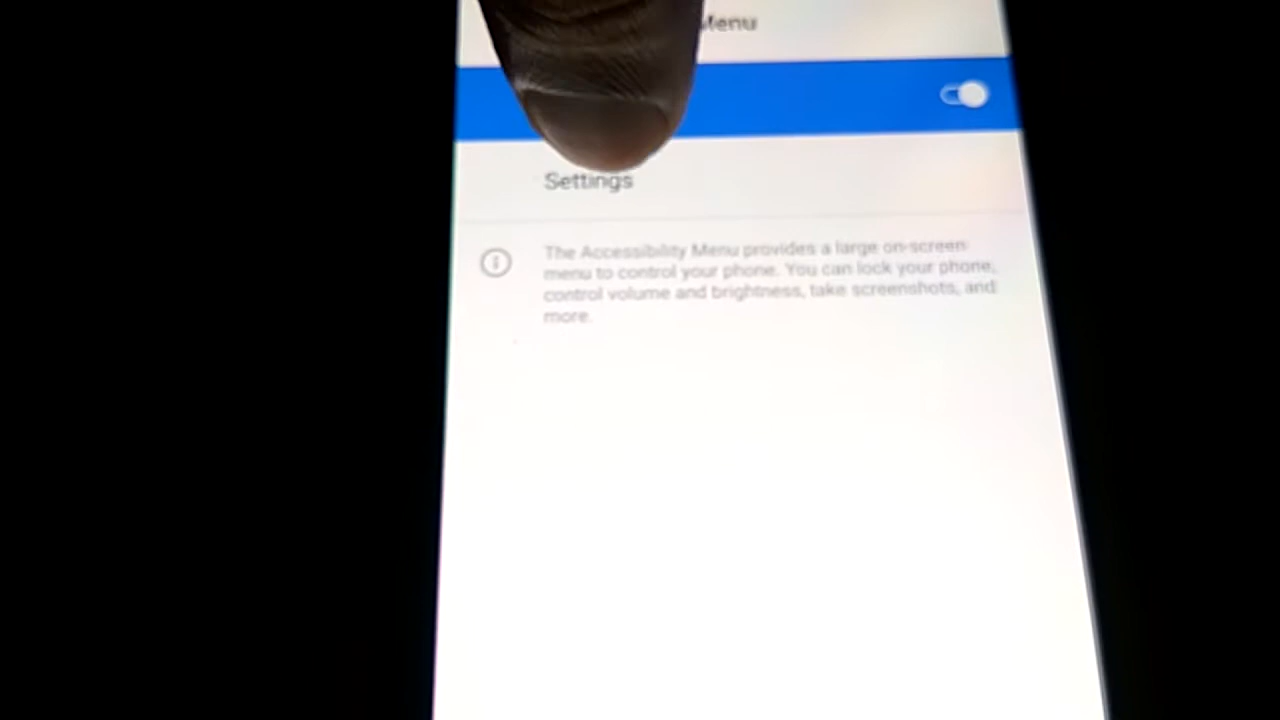 Menu
Settings
The Accessibility Menu provides a large on-screen
menu to control your phone. You can lock your phone,
control volume and brightness, take screenshots, and
more.